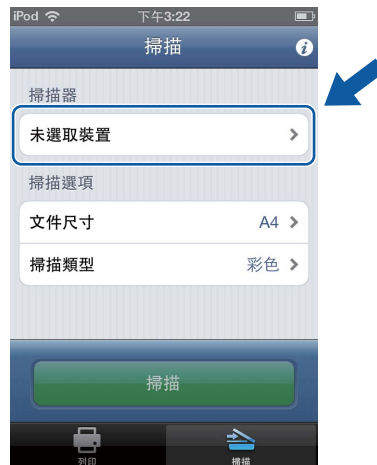 iPod 下午3:22
掃描
掃描器
未選取裝置
掃描選項
文件尺寸 A4
掃描類型 彩色
掃描
列印 掃描